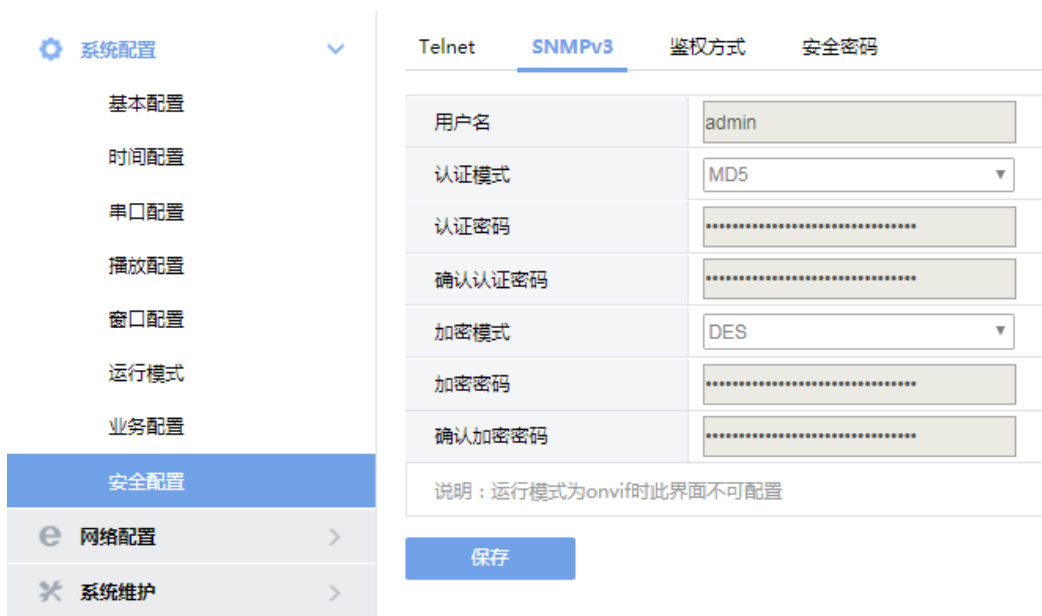 系统配置
基本配置
时间配置
串口配置
播放配置
窗口配置
运行模式
业务配置
安全配置
网络配置
系统维护
Telnet SNMPv3 鉴权方式 安全密码
用户名 admin
认证模式 MD5
认证密码 ••••••••••••••••••••••••••••••••
确认认证密码 ••••••••••••••••••••••••••••••••
加密模式 DES
加密密码 ••••••••••••••••••••••••••••••••
确认加密密码 ••••••••••••••••••••••••••••••••
说明：运行模式为onvif时此界面不可配置
保存